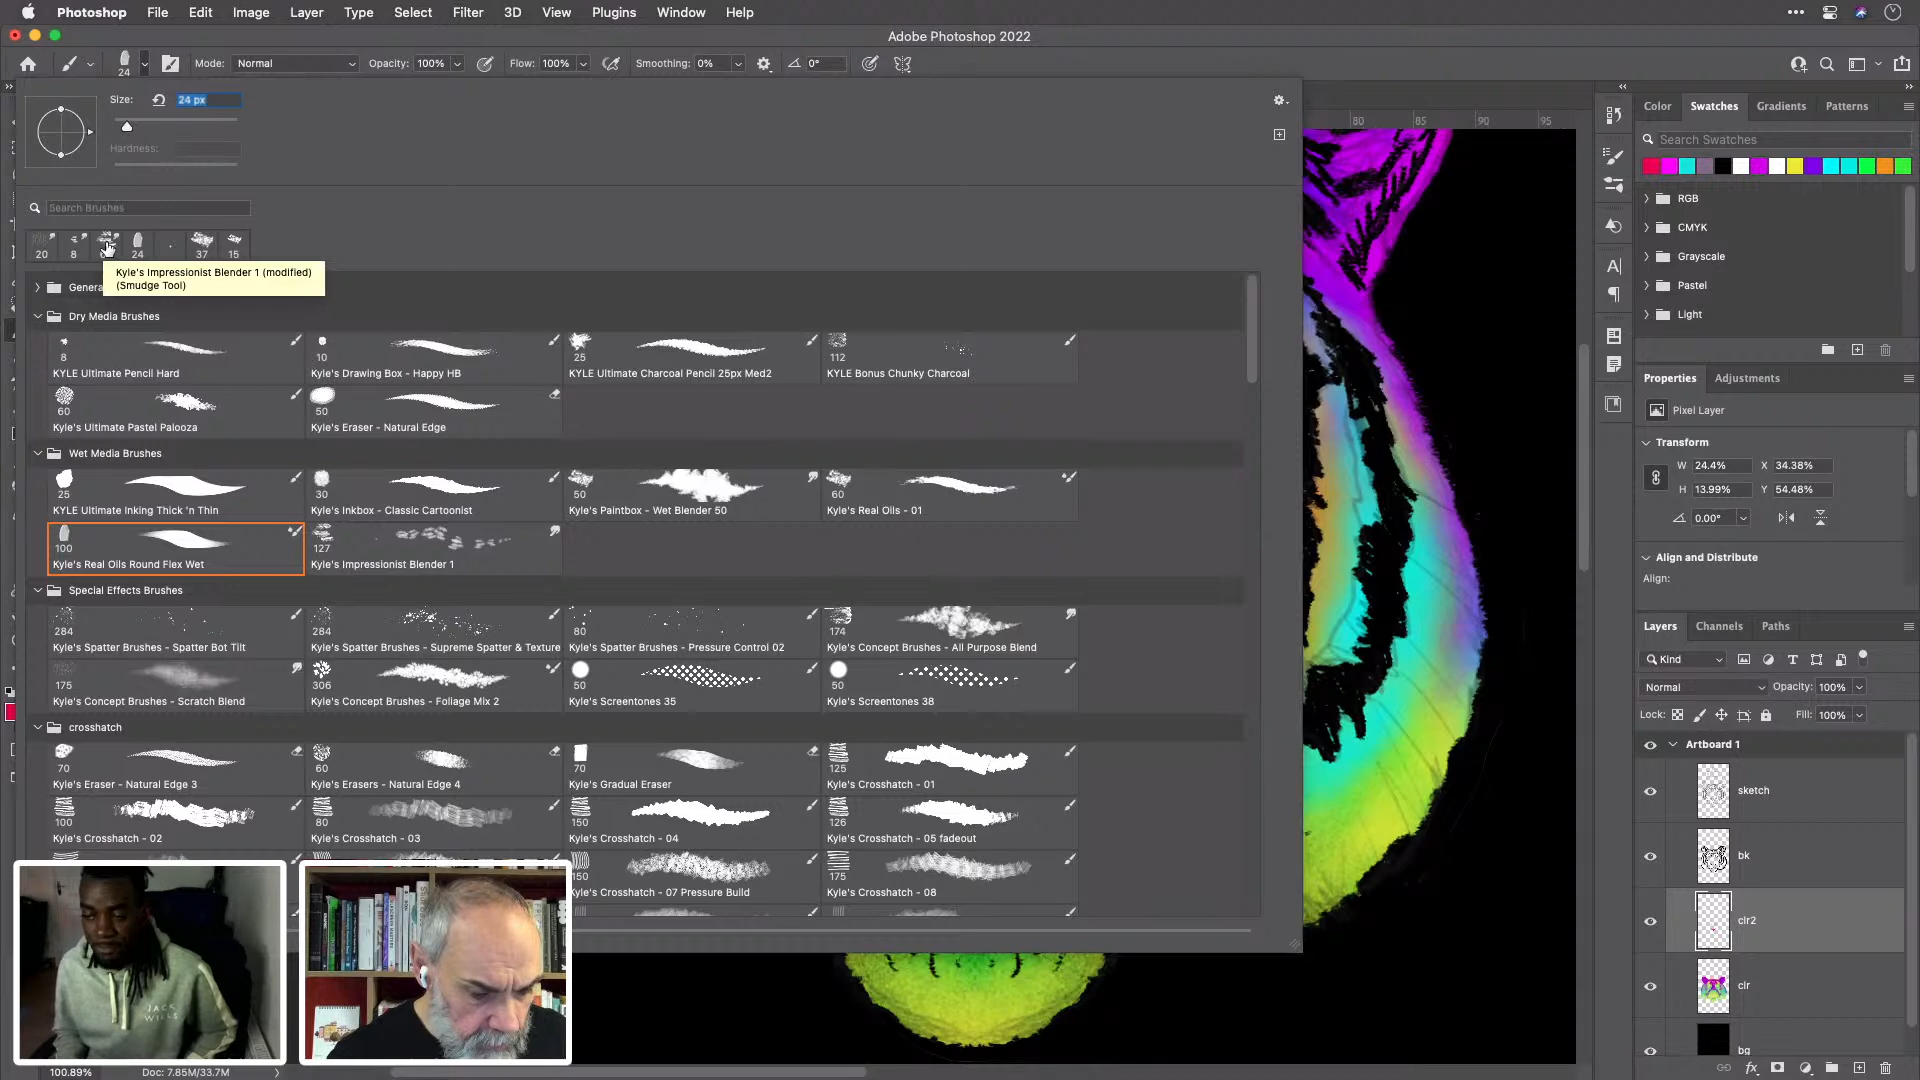 Photoshop File Edit Image Layer Type Select Filter 3D View Plugins Window Help
Adobe Photoshop 2022
24 Mode: Normal Opacity: 100% Flow: 100% Smoothing: 0% 0°
Size: 24 px
Hardness:
Search Brushes
20 8 24 37 15
Kyle's Impressionist Blender 1 (modified)
(Smudge Tool)
Genera
Dry Media Brushes
8 10 25 112
KYLE Ultimate Pencil Hard Kyle's Drawing Box - Happy HB KYLE Ultimate Charcoal Pencil 25px Med2 KYLE Bonus Chunky Charcoal
60 50
Kyle's Ultimate Pastel Palooza Kyle's Eraser - Natural Edge
Wet Media Brushes
25 30 50 60
KYLE Ultimate Inking Thick 'n Thin Kyle's Inkbox - Classic Cartoonist Kyle's Paintbox - Wet Blender 50 Kyle's Real Oils - 01
100 127
Kyle's Real Oils Round Flex Wet Kyle's Impressionist Blender 1
Special Effects Brushes
284 284 80 174
Kyle's Spatter Brushes - Spatter Bot Tilt Kyle's Spatter Brushes - Supreme Spatter & Texture Kyle's Spatter Brushes - Pressure Control 02 Kyle's Concept Brushes - All Purpose Blend
175 306 50 50
Kyle's Concept Brushes - Scratch Blend Kyle's Concept Brushes - Foliage Mix 2 Kyle's Screentones 35 Kyle's Screentones 38
crosshatch
70 60 70 125
Kyle's Eraser - Natural Edge 3 Kyle's Erasers - Natural Edge 4 Kyle's Gradual Eraser Kyle's Crosshatch - 01
100 80 150 126
Kyle's Crosshatch - 02 Kyle's Crosshatch - 03 Kyle's Crosshatch - 04 Kyle's Crosshatch - 05 fadeout
150 175
Kyle's Crosshatch - 07 Pressure Build Kyle's Crosshatch - 08
JACK
WILLS
100.89% Doc: 7.85M/33.7M
80 85 90 95
Color Swatches Gradients Patterns
Search Swatches
RGB
CMYK
Grayscale
Pastel
Light
Properties Adjustments
Pixel Layer
Transform
W 24.4% X 34.38%
H 13.99% Y 54.48%
0.00°
Align and Distribute
Align:
Layers Channels Paths
Kind
Normal Opacity: 100%
Lock: Fill: 100%
Artboard 1
sketch
bk
clr2
clr
bg
fx